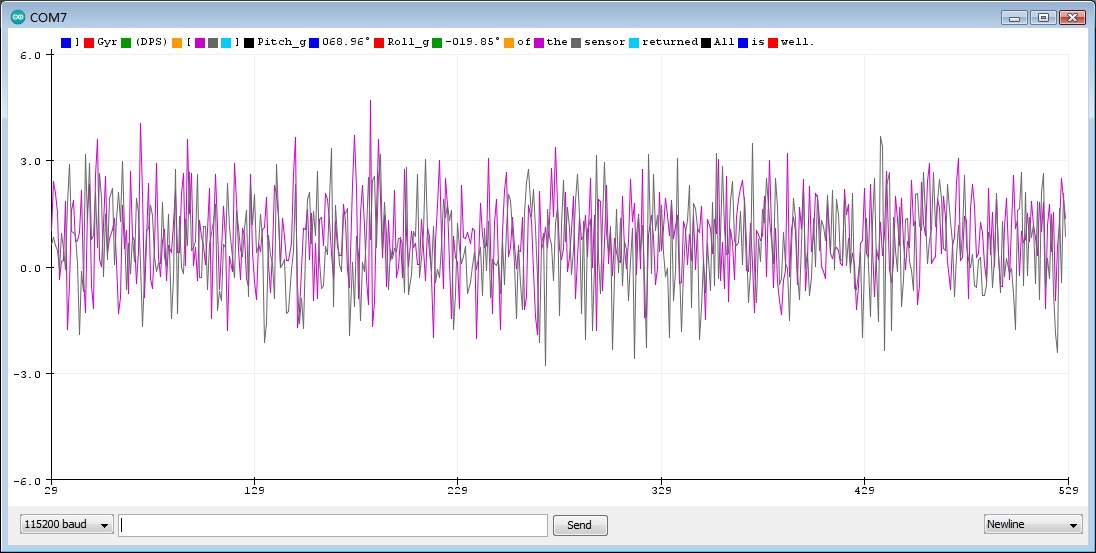 COM7
] Gyr (DPS) [ ] Pitch_g 068.96° Roll_g -019.85° of the sensor returned All is well.
6.0
3.0
0.0
-3.0
-6.0
29 129 229 329 429 529
115200 baud Send Newline